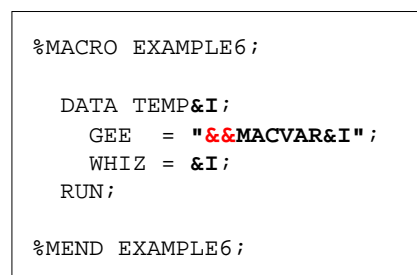 %MACRO EXAMPLE6;
DATA TEMP&I;
GEE = "&&MACVAR&I";
WHIZ = &I;
RUN;
%MEND EXAMPLE6;